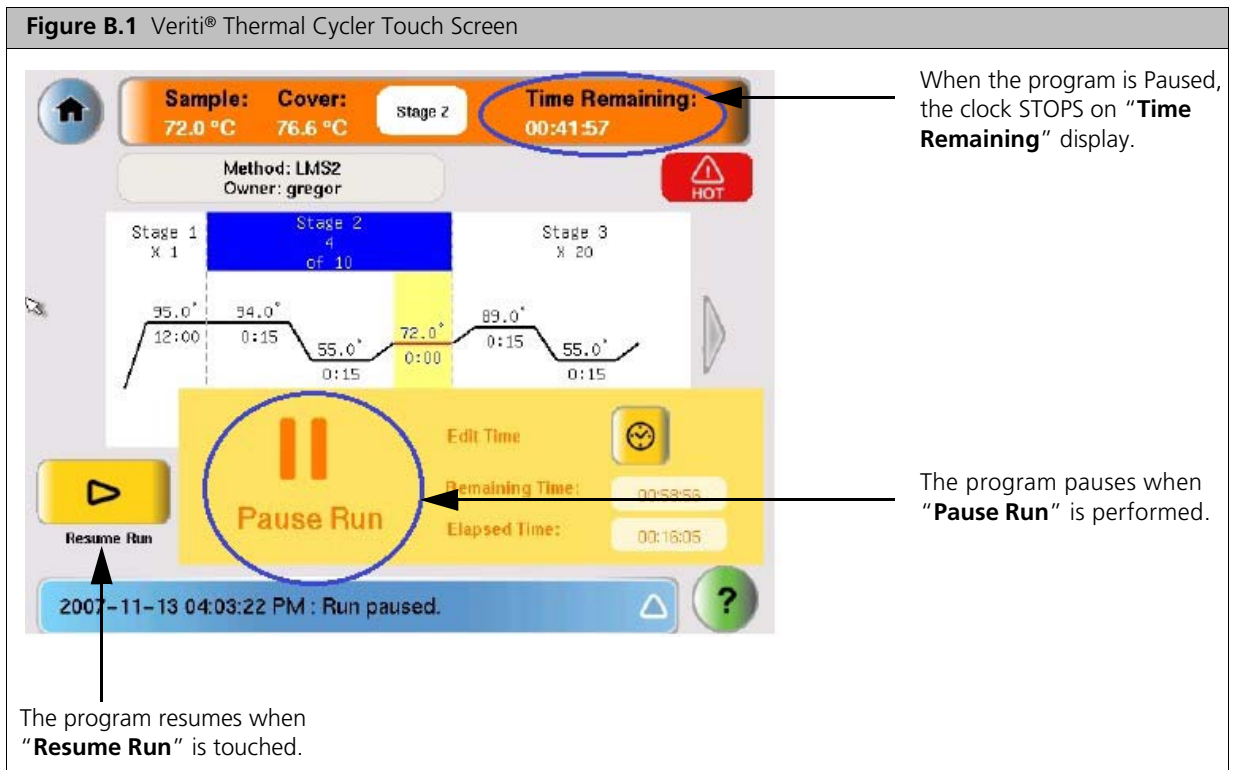 Figure B.1 Veriti® Thermal Cycler Touch Screen
Sample: Cover: Stage 2 Time Remaining:
72.0 °C 76.6 °C 00:41:57
When the program is Paused,
the clock STOPS on "Time
Remaining" display.
Method: LMS2
Owner: gregor
HOT
Stage 1 Stage 2 Stage 3
X 1 4 X 20
of 10
95.0° 94.0° 72.0° 89.0°
12:00 0:15 55.0° 0:00 0:15 55.0°
0:15 0:15
Edit Time
Remaining Time: 00:58:56
Pause Run
Elapsed Time: 00:16:05
The program pauses when
"Pause Run" is performed.
Resume Run
2007-11-13 04:03:22 PM : Run paused.
?
The program resumes when
"Resume Run" is touched.